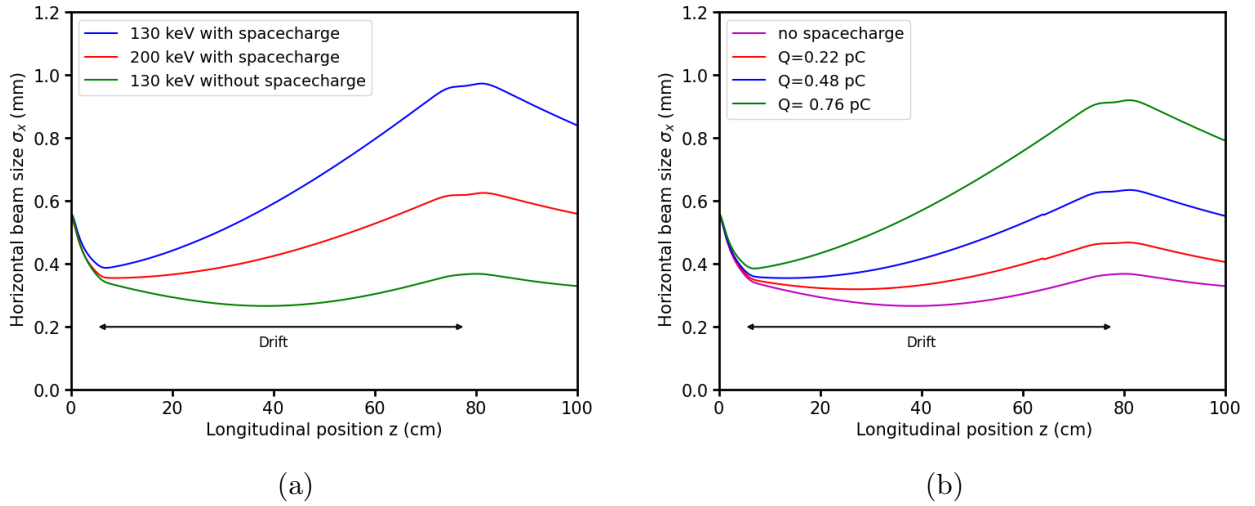 1.2
1.0
0.8
0.6
0.4
0.2
0.0
Horizontal beam size σₓ (mm)
130 keV with spacecharge
200 keV with spacecharge
130 keV without spacecharge
Drift
0 20 40 60 80 100
Longitudinal position z (cm)
(a)
1.2
1.0
0.8
0.6
0.4
0.2
0.0
Horizontal beam size σₓ (mm)
no spacecharge
Q=0.22 pC
Q=0.48 pC
Q= 0.76 pC
Drift
0 20 40 60 80 100
Longitudinal position z (cm)
(b)